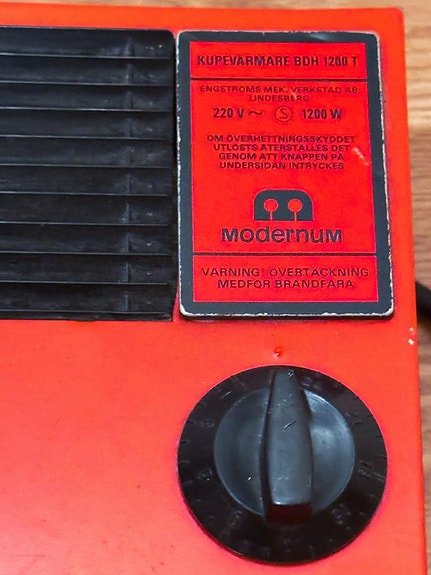 KUPEVÄRMARE BDH 1200 T
ENGSTRÖMS MEK. VERKSTAD AB
LINDESBERG
220 V ~ S 1200 W
OM ÖVERHETTNINGSSKYDDET
UTLÖSTS ÅTERSTÄLLES DET
GENOM ATT KNAPPEN PÅ
UNDERSIDAN INTRYCKES
modernum
VARNING! ÖVERTÄCKNING
MEDFÖR BRANDFARA